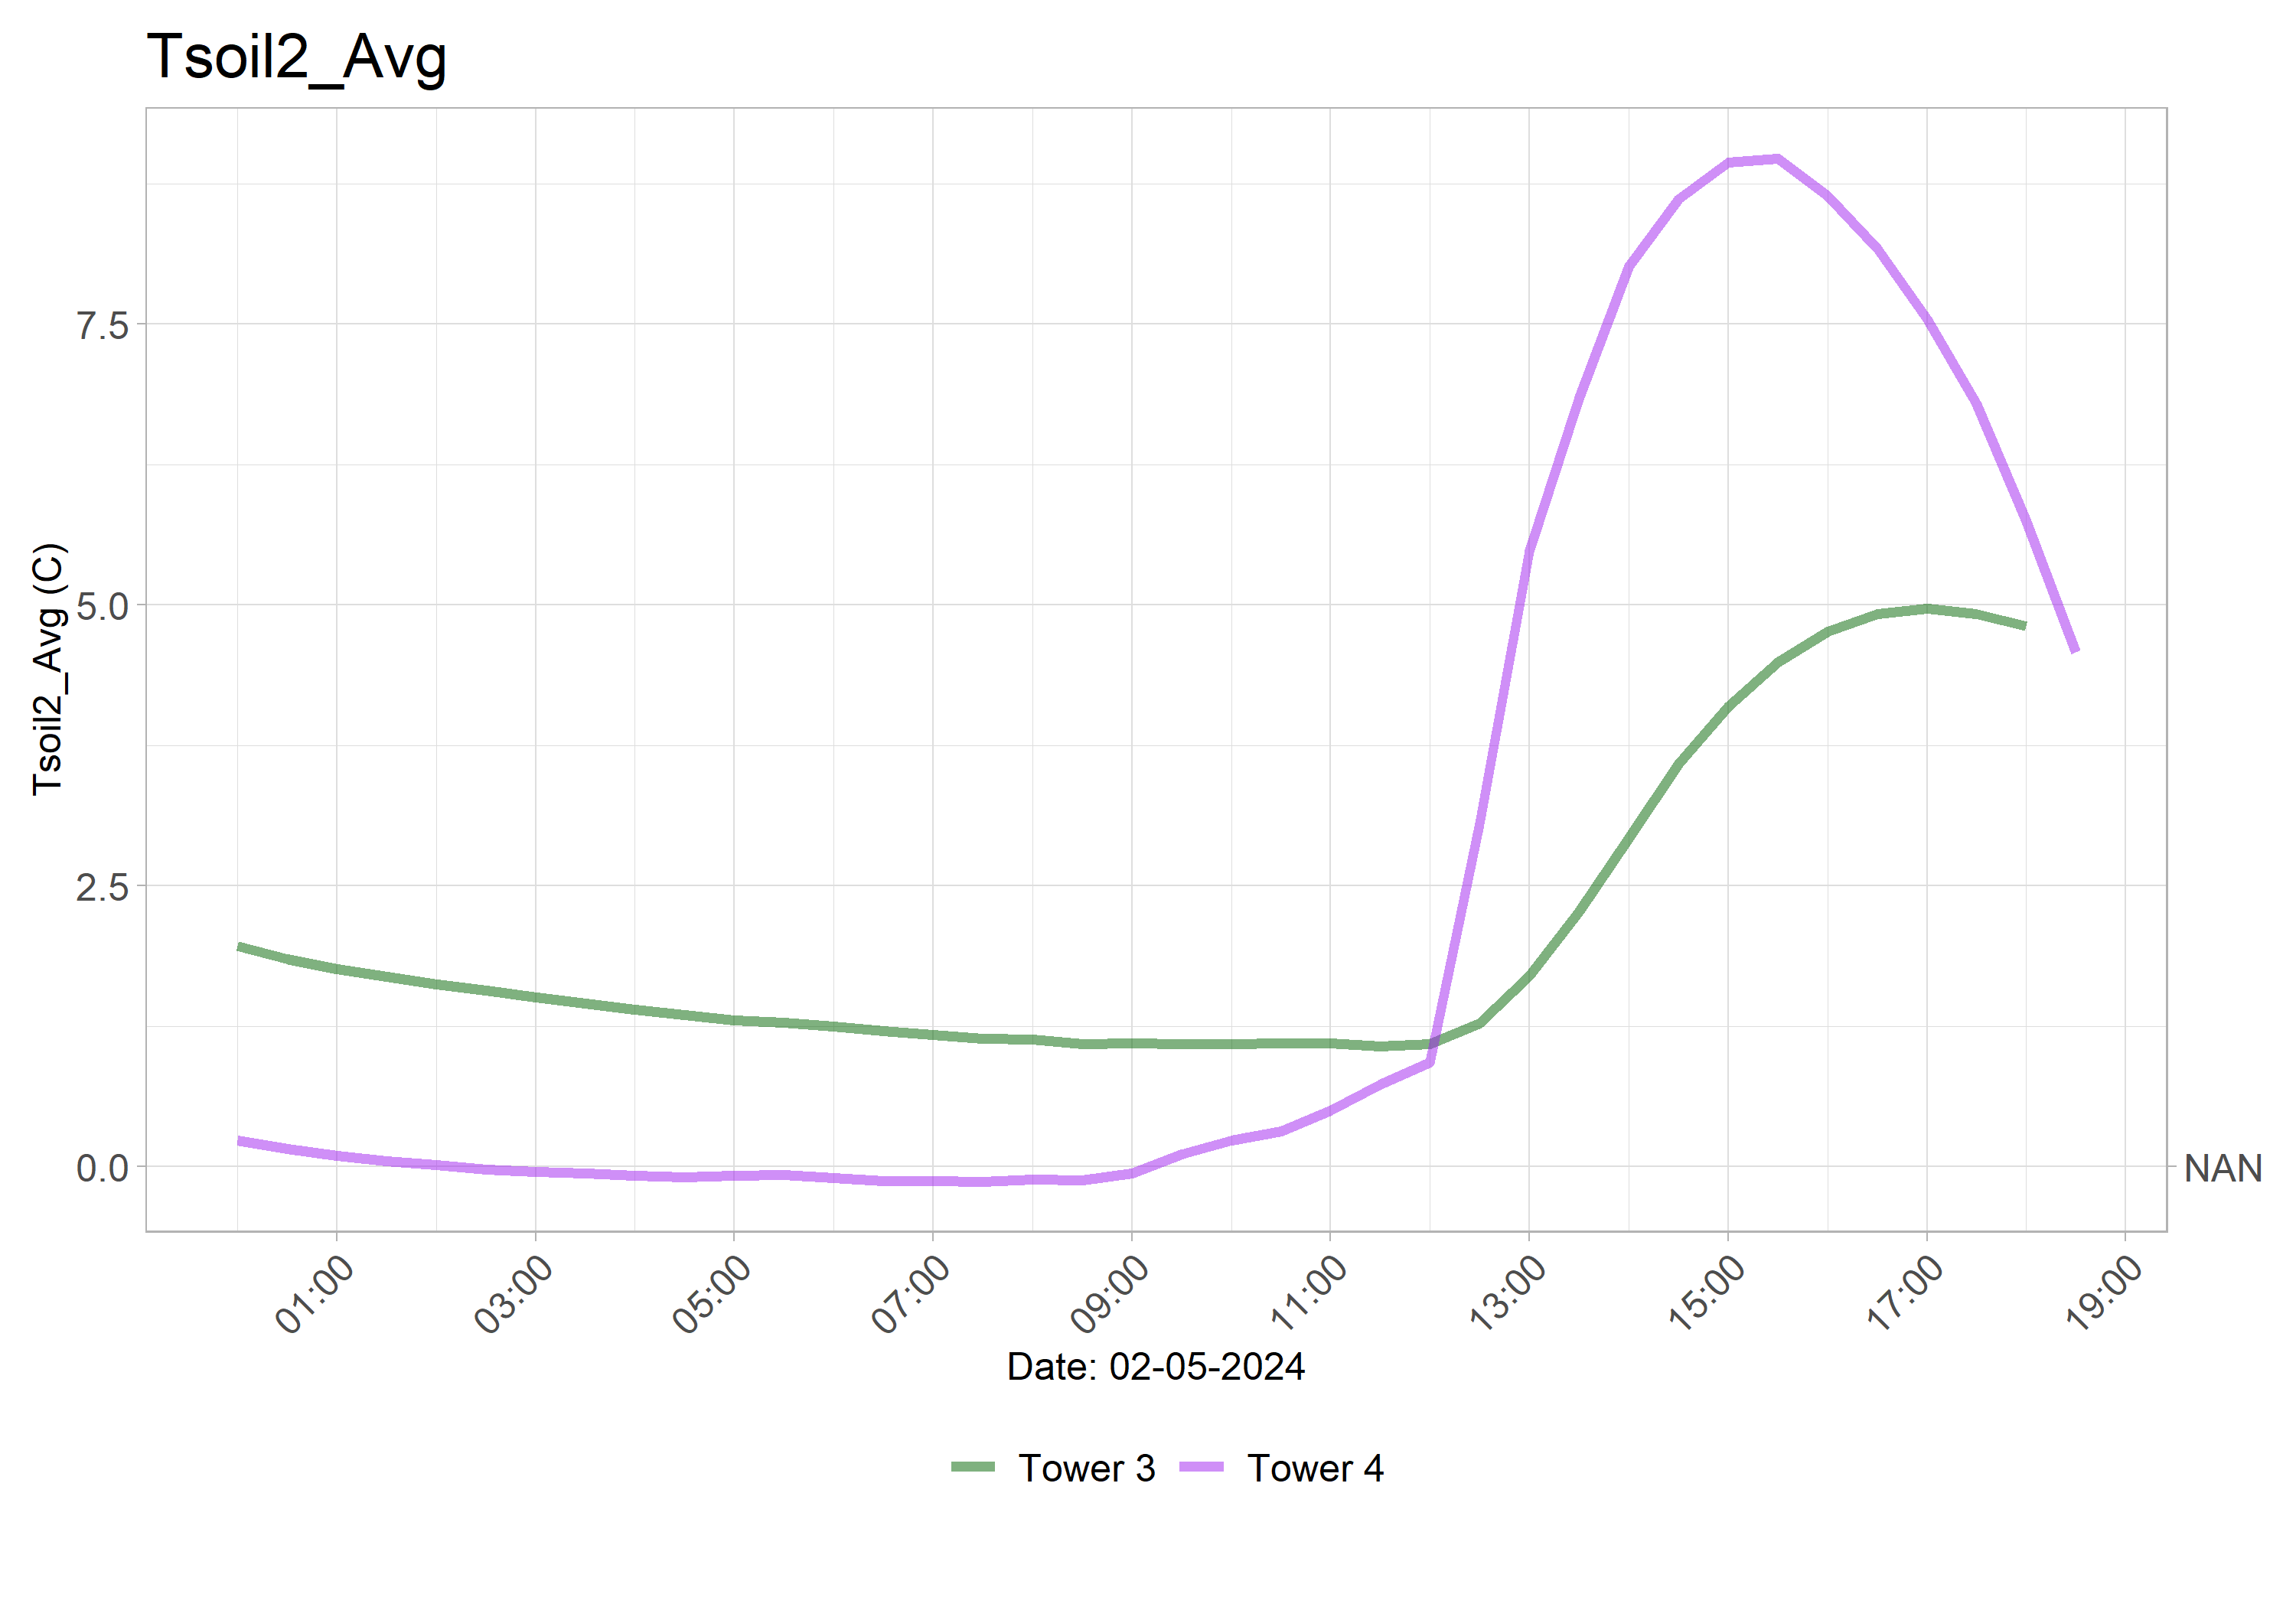 Tsoil2_Avg
Tsoil2_Avg (C)
7.5
5.0
2.5
0.0
NAN
01:00 03:00 05:00 07:00 09:00 11:00 13:00 15:00 17:00 19:00
Date: 02-05-2024
Tower 3 Tower 4